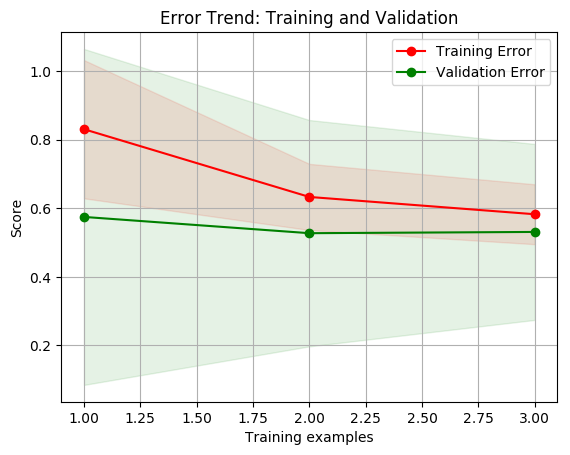 Error Trend: Training and Validation
Training Error
Validation Error
Score
1.0
0.8
0.6
0.4
0.2
1.00 1.25 1.50 1.75 2.00 2.25 2.50 2.75 3.00
Training examples